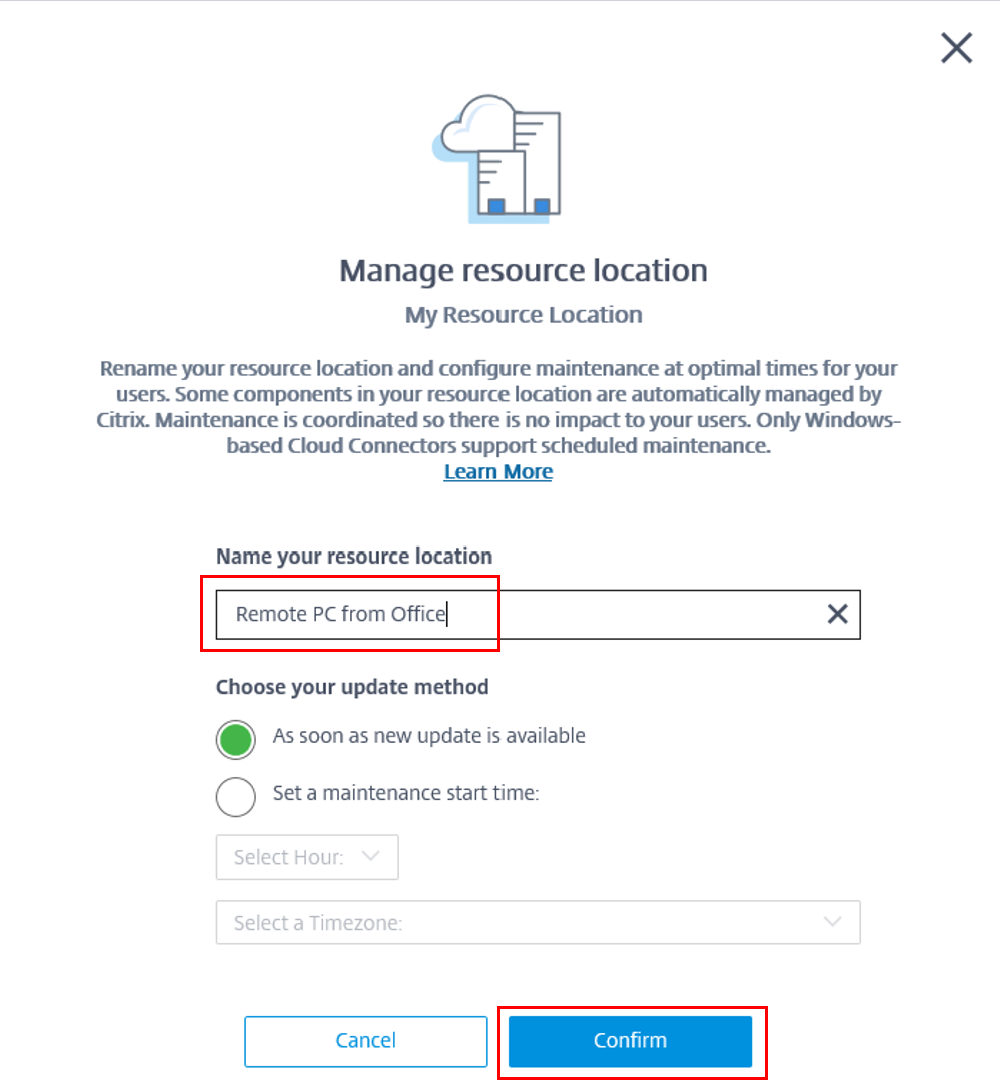 Manage resource location
My Resource Location
Rename your resource location and configure maintenance at optimal times for your
users. Some components in your resource location are automatically managed by
Citrix. Maintenance is coordinated so there is no impact to your users. Only Windows-
based Cloud Connectors support scheduled maintenance.
Learn More
Name your resource location
Remote PC from Office
Choose your update method
As soon as new update is available
Set a maintenance start time:
Select Hour:
Select a Timezone:
Cancel
Confirm